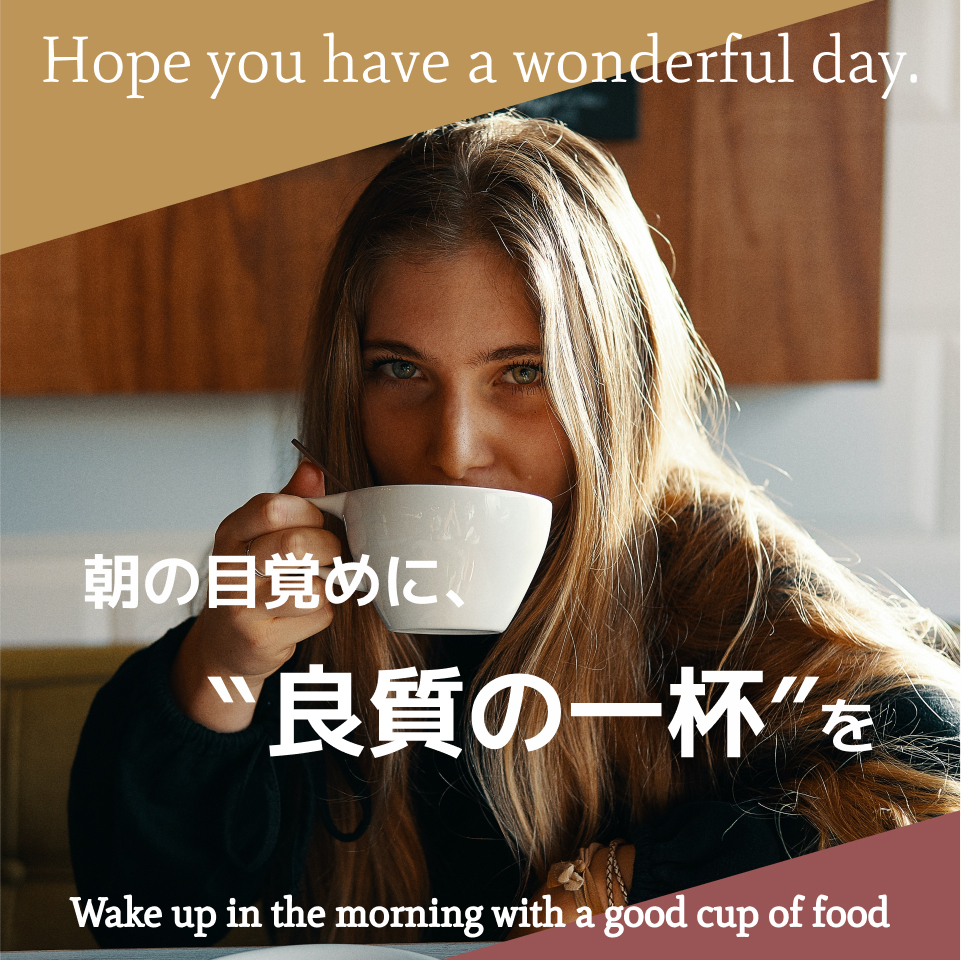 Hope you have a wonderful day.
朝の目覚めに、
〝良質の一杯〞を
Wake up in the morning with a good cup of food